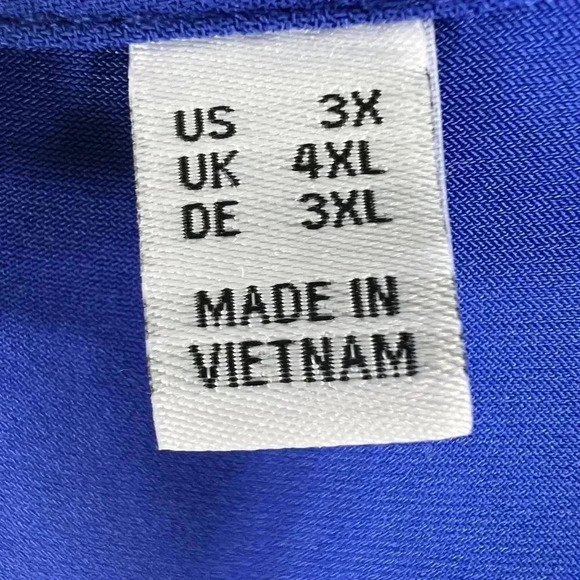 US 3X
UK 4XL
DE 3XL
MADE IN
VIETNAM